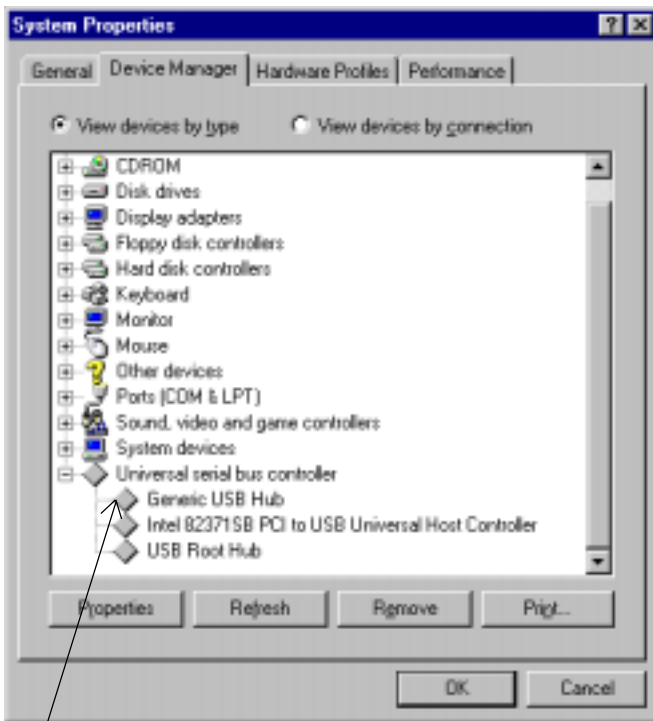 System Properties
General Device Manager Hardware Profiles Performance
View devices by type View devices by connection
CDROM
Disk drives
Display adapters
Floppy disk controllers
Hard disk controllers
Keyboard
Monitor
Mouse
Other devices
Ports (COM & LPT)
Sound, video and game controllers
System devices
Universal serial bus controller
Generic USB Hub
Intel 82371SB PCI to USB Universal Host Controller
USB Root Hub
Properties Refresh Remove Print...
OK Cancel